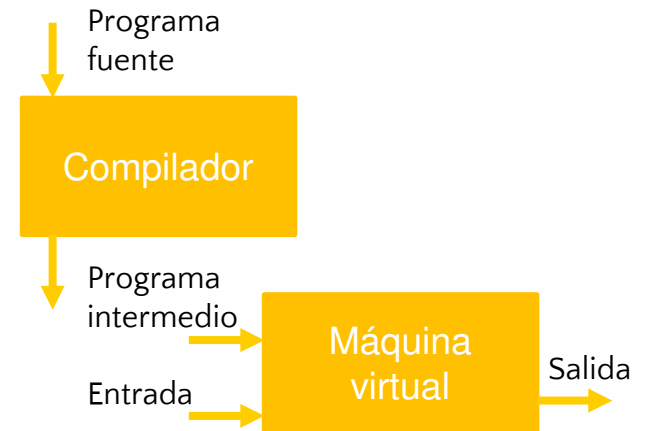 Programa
fuente
Compilador
Programa
intermedio
Máquina
virtual
Salida
Entrada